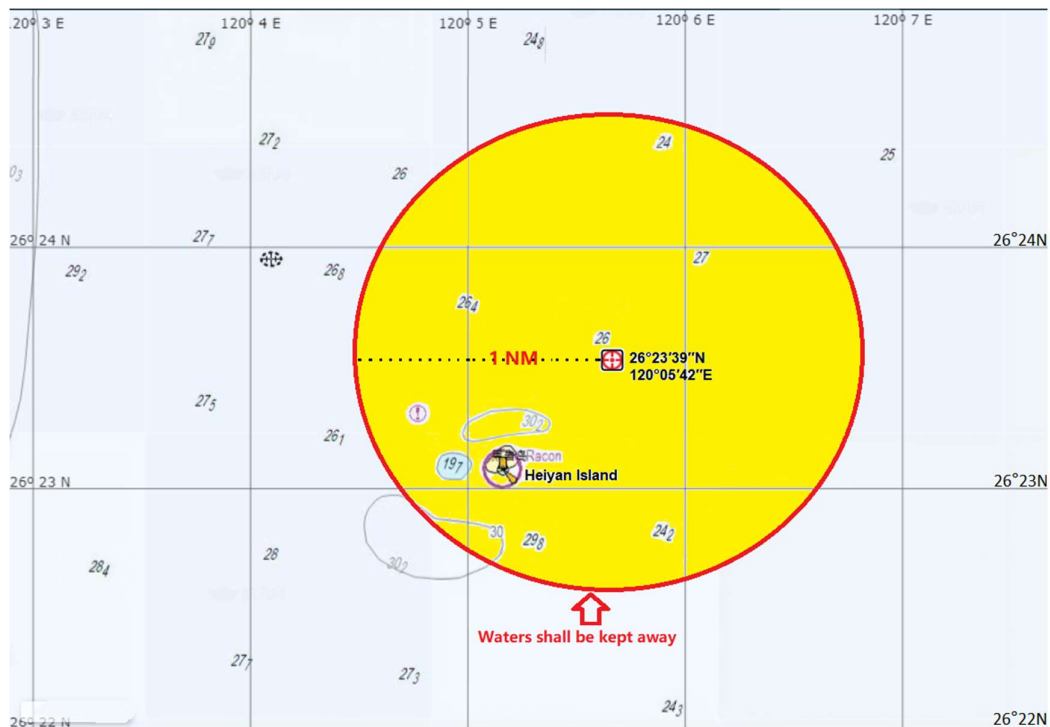 120° 3 E 120° 4 E 120° 5 E 120° 6 E 120° 7 E
27₉ 24₉
27₂ 24 25
26
27₇
26° 24 N 26°24N
29₂ 26₈ 27
26₄
26
1 NM 26°23′39″N
120°05′42″E
27₅
26₁ 30₂
19₇ Racon
Heiyan Island
26° 23 N 26°23N
30 29₈ 24₂
28₄ 28 30₂
Waters shall be kept away
27₇ 27₃
24₃
26° 22 N 26°22N